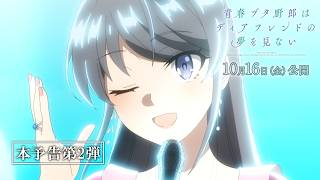 青春ブタ野郎は
ディアフレンドの
夢を見ない
10月16日(金)公開
本予告第2弾